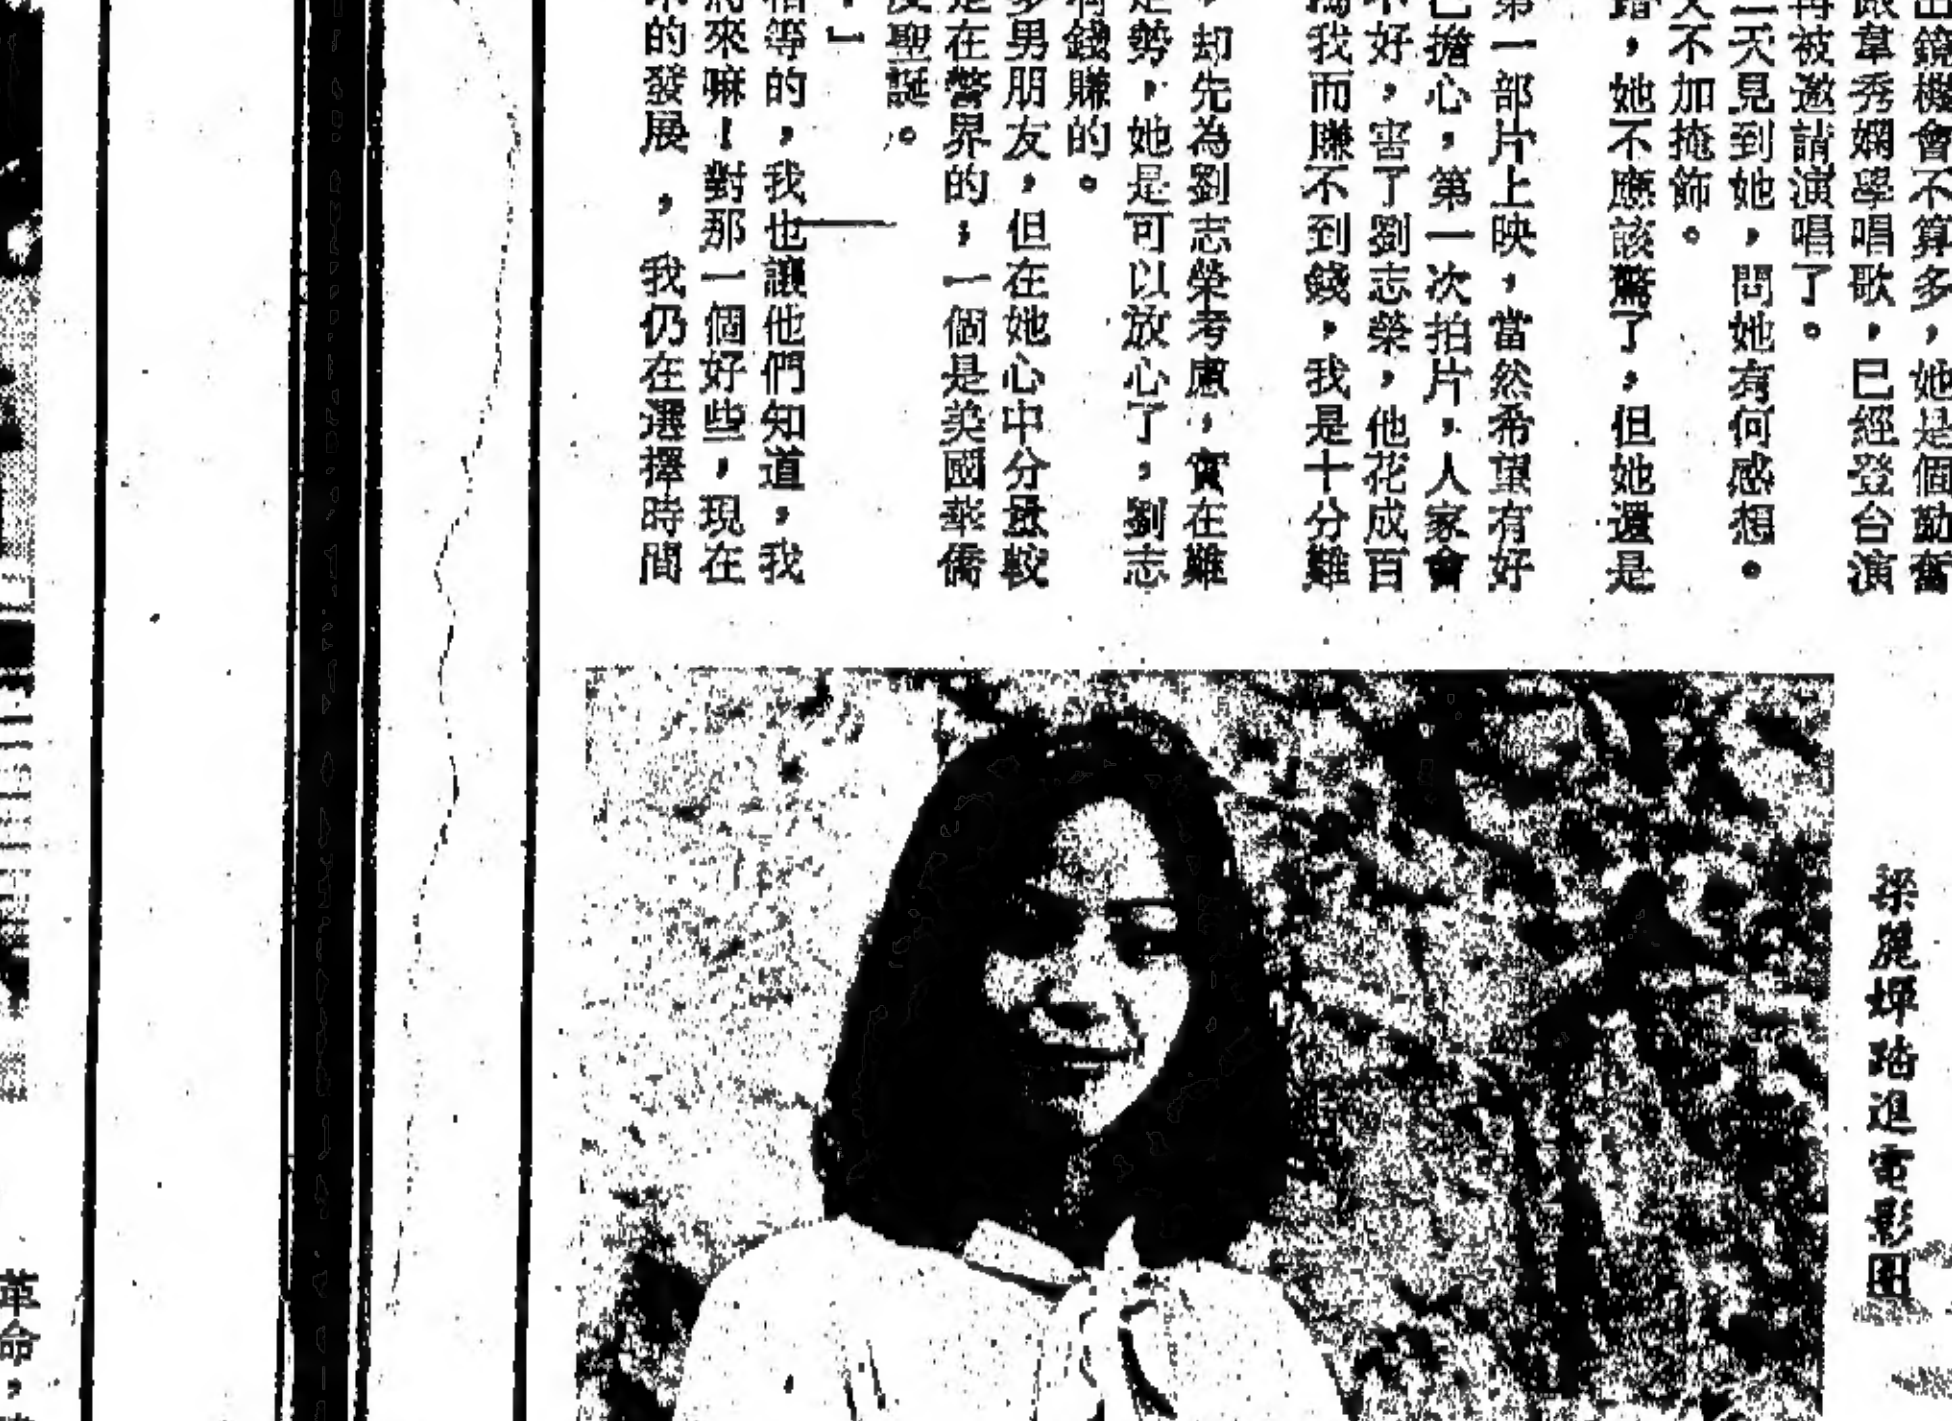 出鏡機會不算多，她是個勤奮
跟韋秀嫻學唱歌，已經登台演
再被邀請演唱了。
二天見到她，問她有何感想。
又不加掩飾。
錯，她不應該驚了，但她還是
第一部片上映，當然希望有好
已擔心，第一次拍片，人家會
不好，害了劉志榮，他花成百
為我而賺不到錢，我是十分難
，却先為劉志榮考慮，實在難
是勢，她是可以放心了，劉志
有錢賺的。
多男朋友，但在她心中分量較
是在警界的，一個是美國華僑
度聖誕。
」
相等的，我也讓他們知道，我
將來嘛！對那一個好些，現在
的發展，我仍在選擇時間
梁麗嬋踏進電影圈
革命，